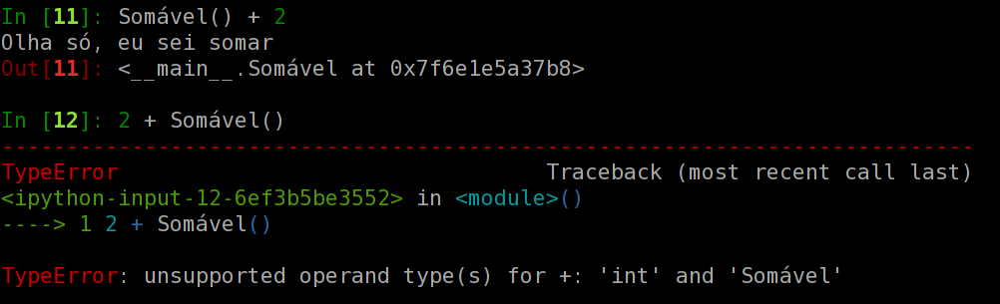 In [11]: Somável() + 2
Olha só, eu sei somar
Out[11]: <__main__.Somável at 0x7f6e1e5a37b8>
In [12]: 2 + Somável()
---------------------------------------------------------------------------
TypeError                                 Traceback (most recent call last)
<ipython-input-12-6ef3b5be3552> in <module>()
----> 1 2 + Somável()
TypeError: unsupported operand type(s) for +: 'int' and 'Somável'